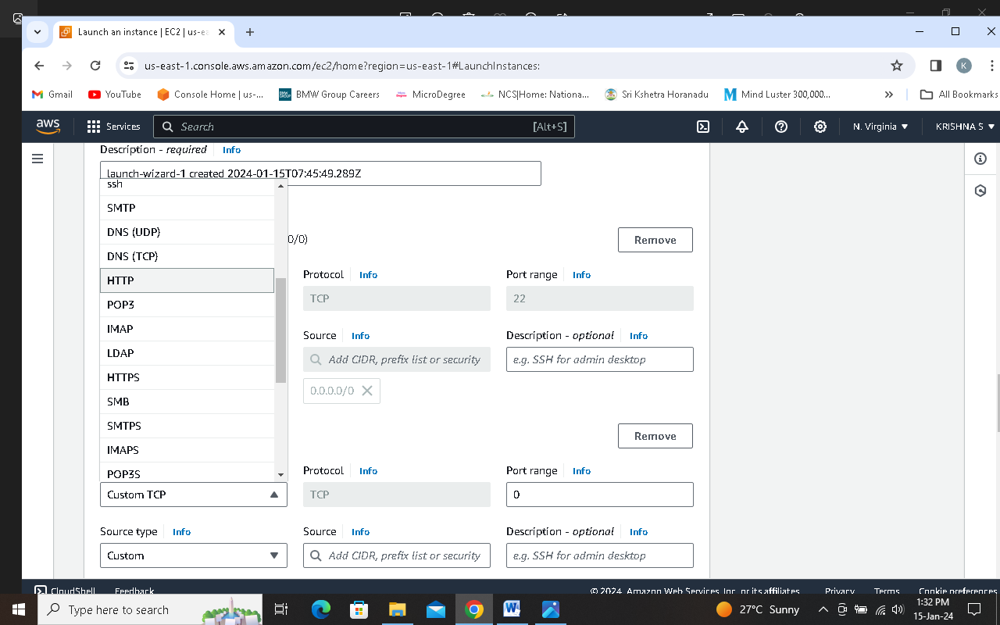 Launch an instance | EC2 | us-ea
us-east-1.console.aws.amazon.com/ec2/home?region=us-east-1#LaunchInstances:
K
Gmail
YouTube
Console Home | us-...
BMW Group Careers
MicroDegree
NCS|Home: Nationa...
Sri Kshetra Horanadu
Mind Luster 300,000...
»
All Bookmarks
aws
Services
Search
[Alt+S]
N. Virginia
KRISHNA S
Description - required
Info
launch-wizard-1 created 2024-01-15T07:45:49.289Z
ssh
SMTP
DNS (UDP)
DNS (TCP)
HTTP
POP3
IMAP
LDAP
HTTPS
SMB
SMTPS
IMAPS
POP3S
0/0)
Remove
Protocol
Info
Port range
Info
TCP
22
Source
Info
Description - optional
Info
Add CIDR, prefix list or security
e.g. SSH for admin desktop
0.0.0.0/0
Remove
Protocol
Info
Port range
Info
Custom TCP
TCP
0
Source type
Info
Source
Info
Description - optional
Info
Custom
Add CIDR, prefix list or security
e.g. SSH for admin desktop
CloudShell
Feedback
© 2024, Amazon Web Services, Inc. or its affiliates.
Privacy
Terms
Cookie preferences
Type here to search
27°C Sunny
1:32 PM
15-Jan-24